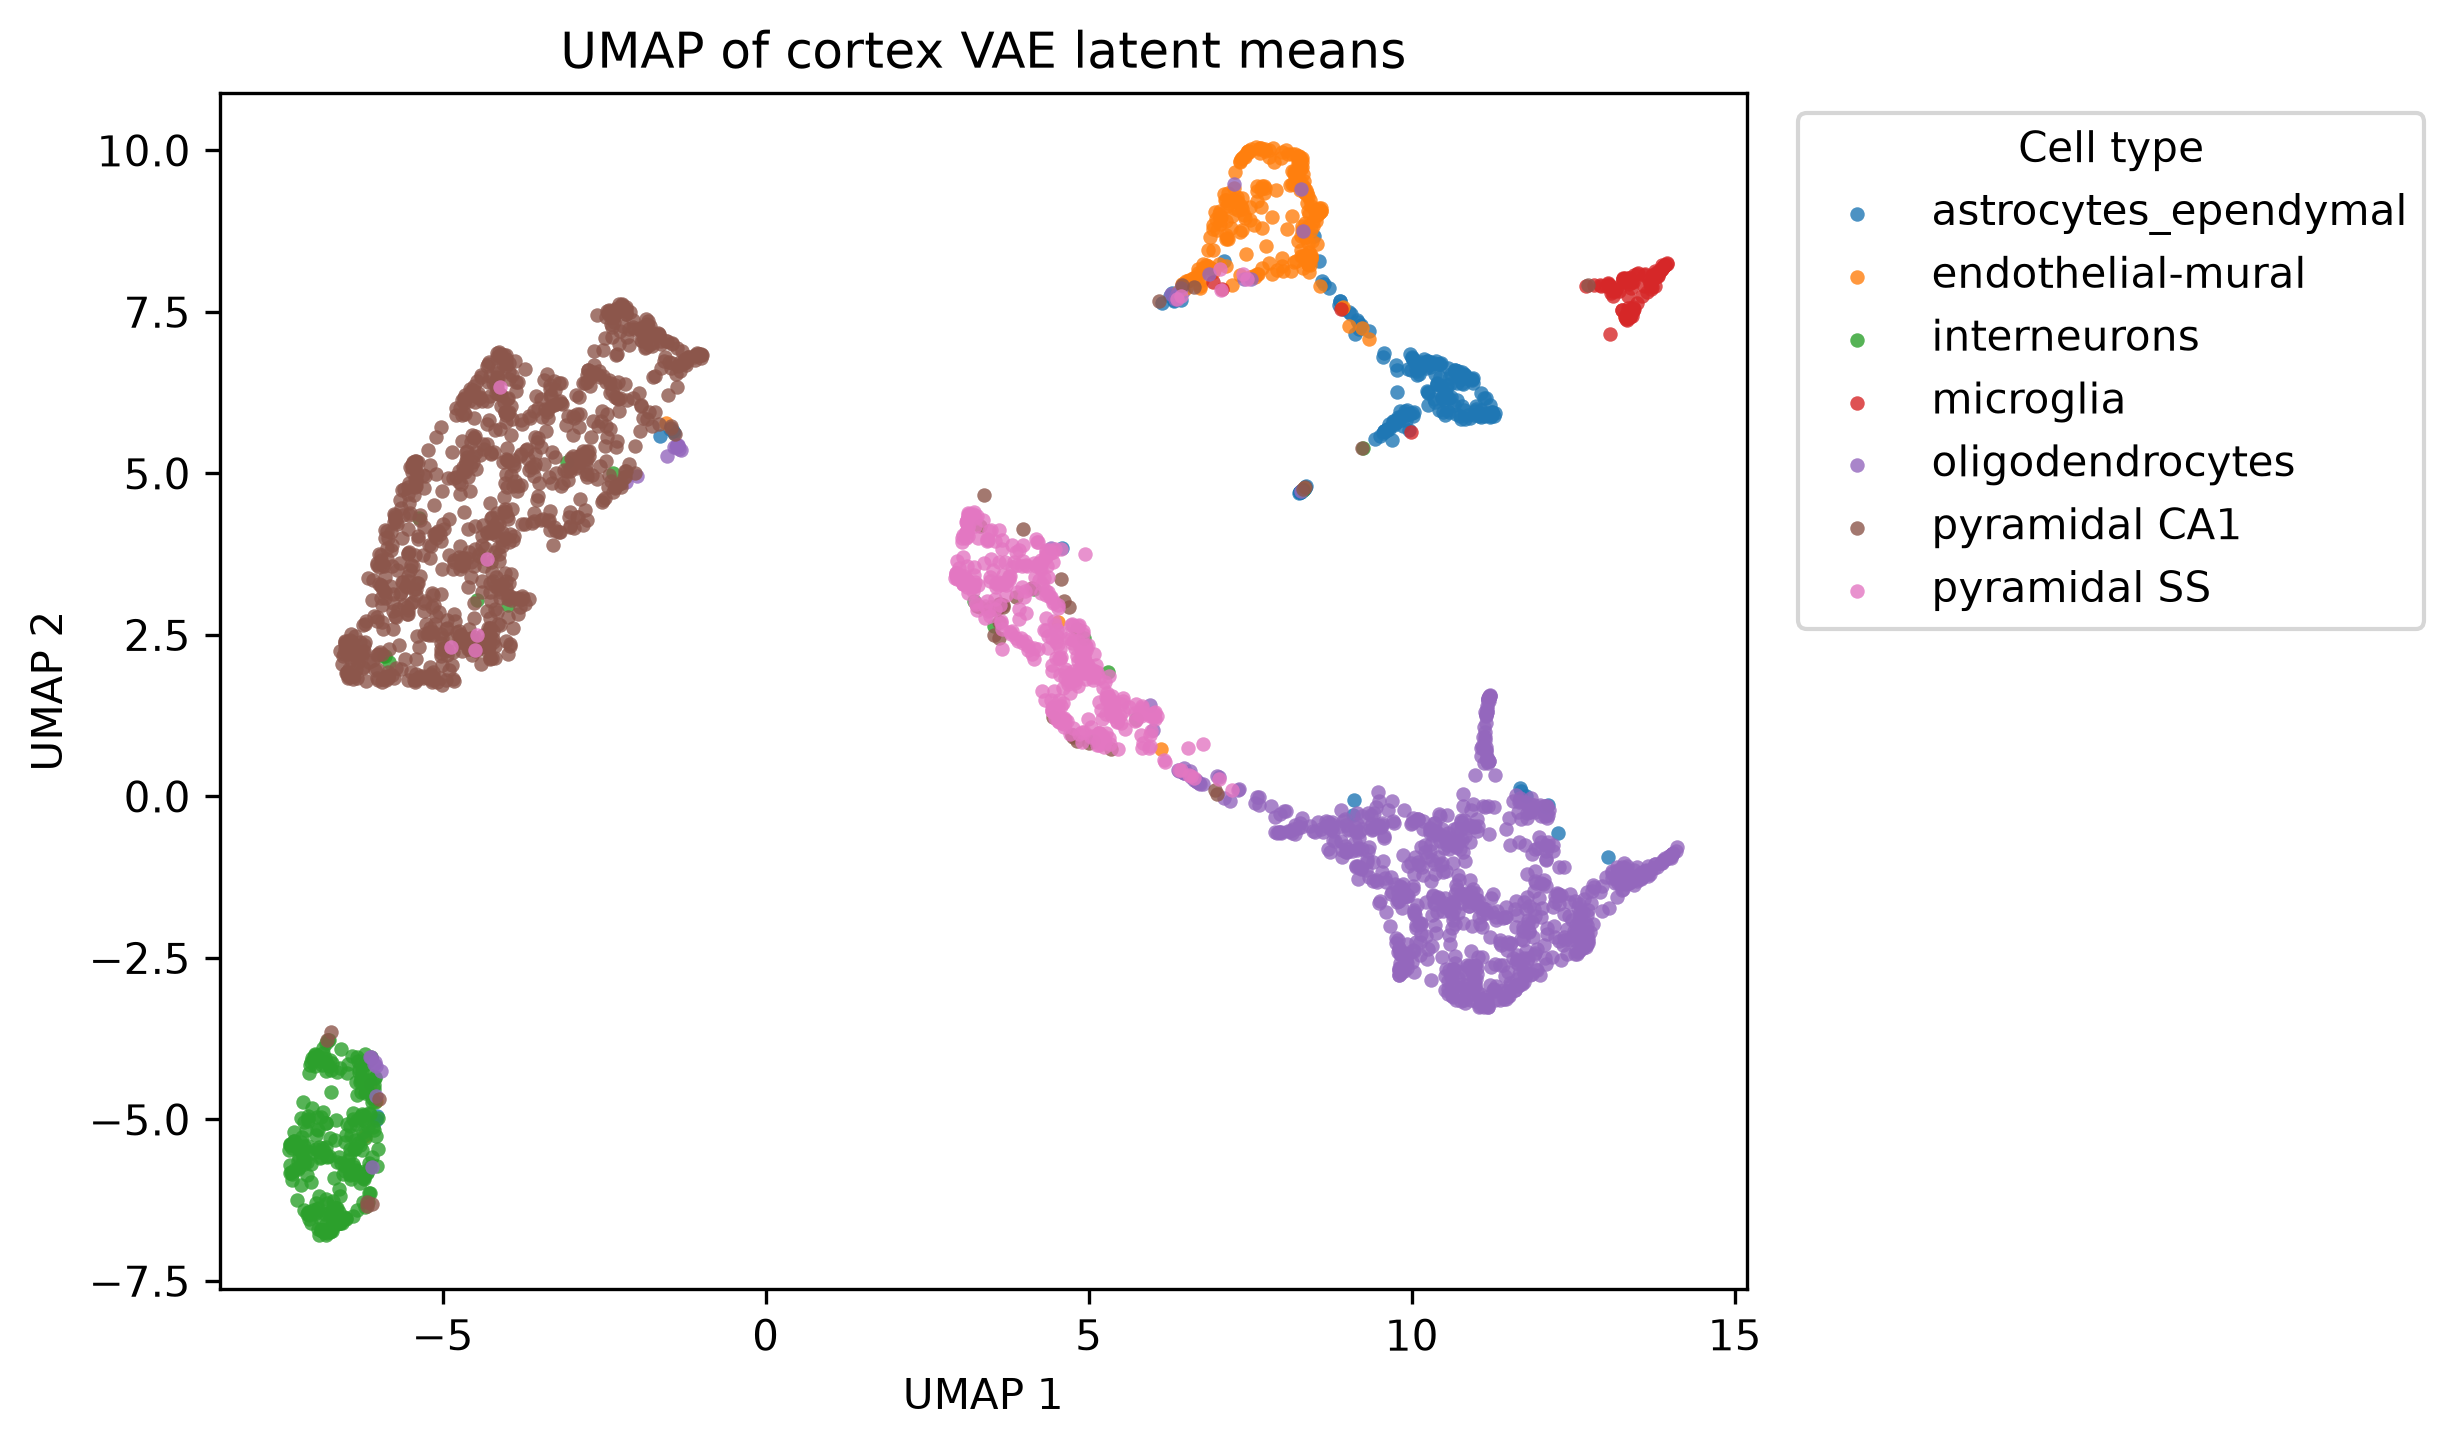 UMAP of cortex VAE latent means
Cell type
astrocytes_ependymal
endothelial-mural
interneurons
microglia
oligodendrocytes
pyramidal CA1
pyramidal SS
UMAP 2
10.0
7.5
5.0
2.5
0.0
−2.5
−5.0
−7.5
−5
0
5
10
15
UMAP 1